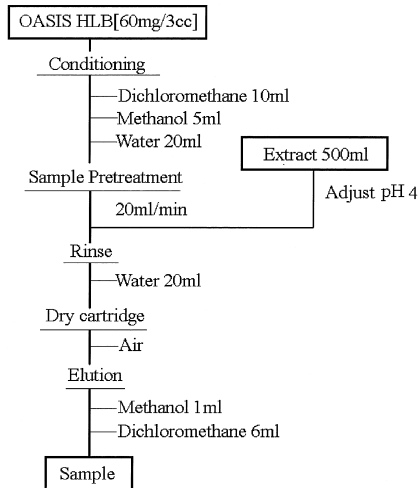 OASIS HLB[60mg/3cc]
Conditioning
Dichloromethane 10ml
Methanol 5ml
Water 20ml
Extract 500ml
Sample Pretreatment
Adjust pH 4
20ml/min
Rinse
Water 20ml
Dry cartridge
Air
Elution
Methanol 1ml
Dichloromethane 6ml
Sample